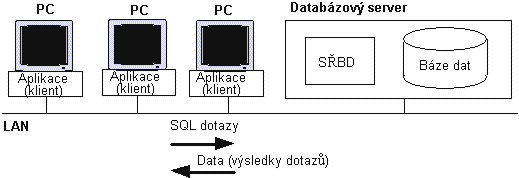 PC
PC
PC
Databázový server
Aplikace
(klient)
Aplikace
(klient)
Aplikace
(klient)
SŘBD
Báze dat
LAN
SQL dotazy
Data (výsledky dotazů)